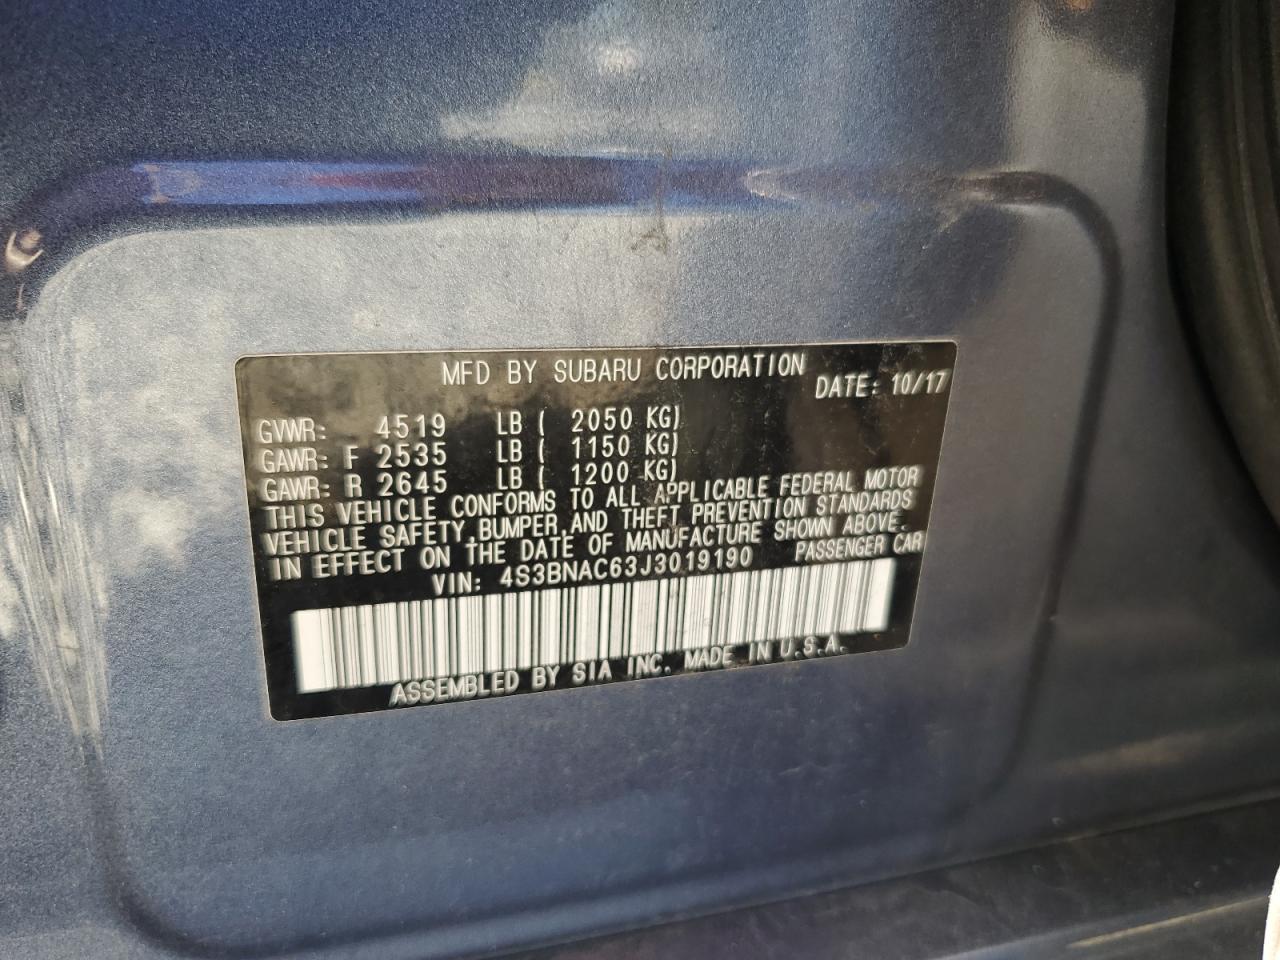 MFD BY SUBARU CORPORATION
DATE: 10/17
GVWR: 4519 LB ( 2050 KG)
GAWR: F 2535 LB ( 1150 KG)
GAWR: R 2645 LB ( 1200 KG)
THIS VEHICLE CONFORMS TO ALL APPLICABLE FEDERAL MOTOR
VEHICLE SAFETY, BUMPER, AND THEFT PREVENTION STANDARDS
IN EFFECT ON THE DATE OF MANUFACTURE SHOWN ABOVE.
PASSENGER CAR
VIN: 4S3BNAC63J3019190
ASSEMBLED BY SIA INC. MADE IN U.S.A.